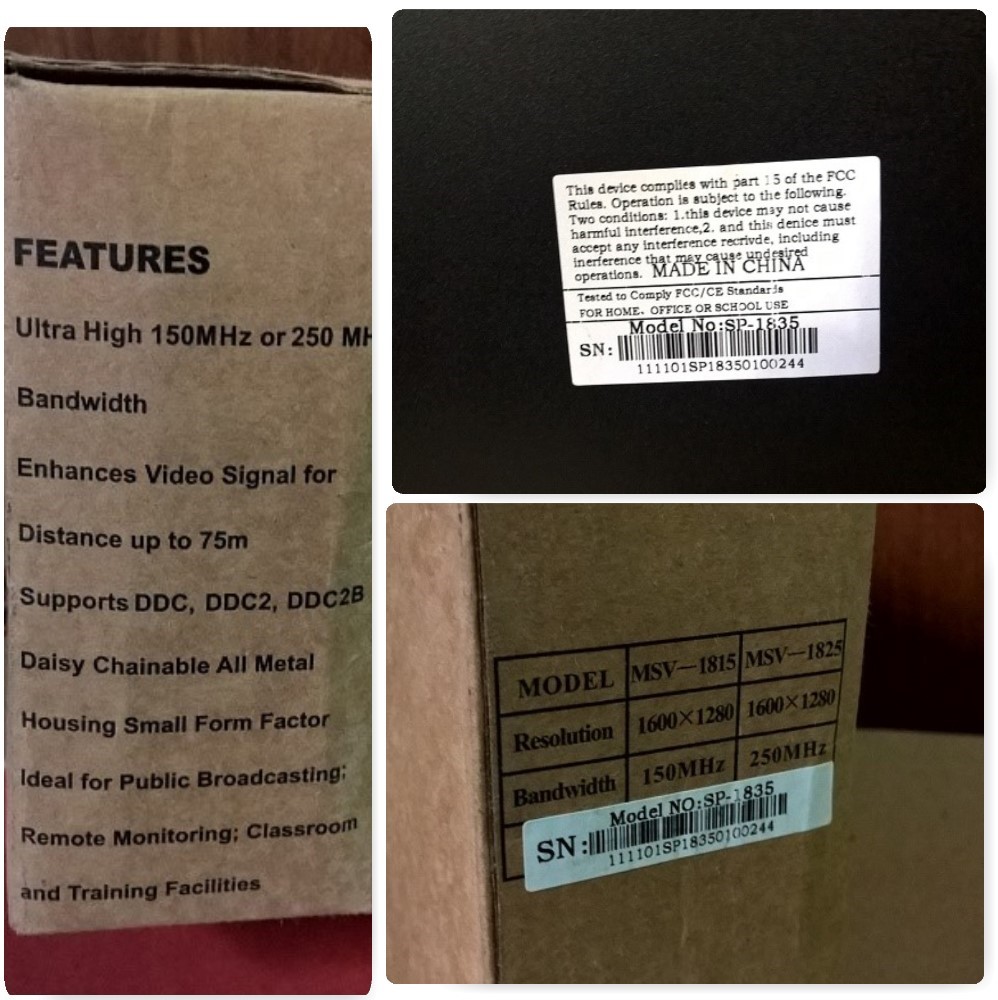 FEATURES
Ultra High 150MHz or 250 MH
Bandwidth
Enhances Video Signal for
Distance up to 75m
Supports DDC, DDC2, DDC2B
Daisy Chainable All Metal
Housing Small Form Factor
Ideal for Public Broadcasting;
Remote Monitoring; Classroom
and Training Facilities
This device complies with part 15 of the FCC
Rules. Operation is subject to the following.
Two conditions: 1.this device may not cause
harmful interference,2. and this denice must
accept any interference recrivde, including
inerference that may cause undesired
operations. MADE IN CHINA
Tested to Comply FCC/CE Standards
FOR HOME, OFFICE OR SCHOOL USE
Model No:SP-1835
SN:
111101SP18350100244
MODEL MSV—1815 MSV—1825
Resolution 1600×1280 1600×1280
Bandwidth 150MHz 250MHz
Model NO:SP-1835
SN:
111101SP18350100244